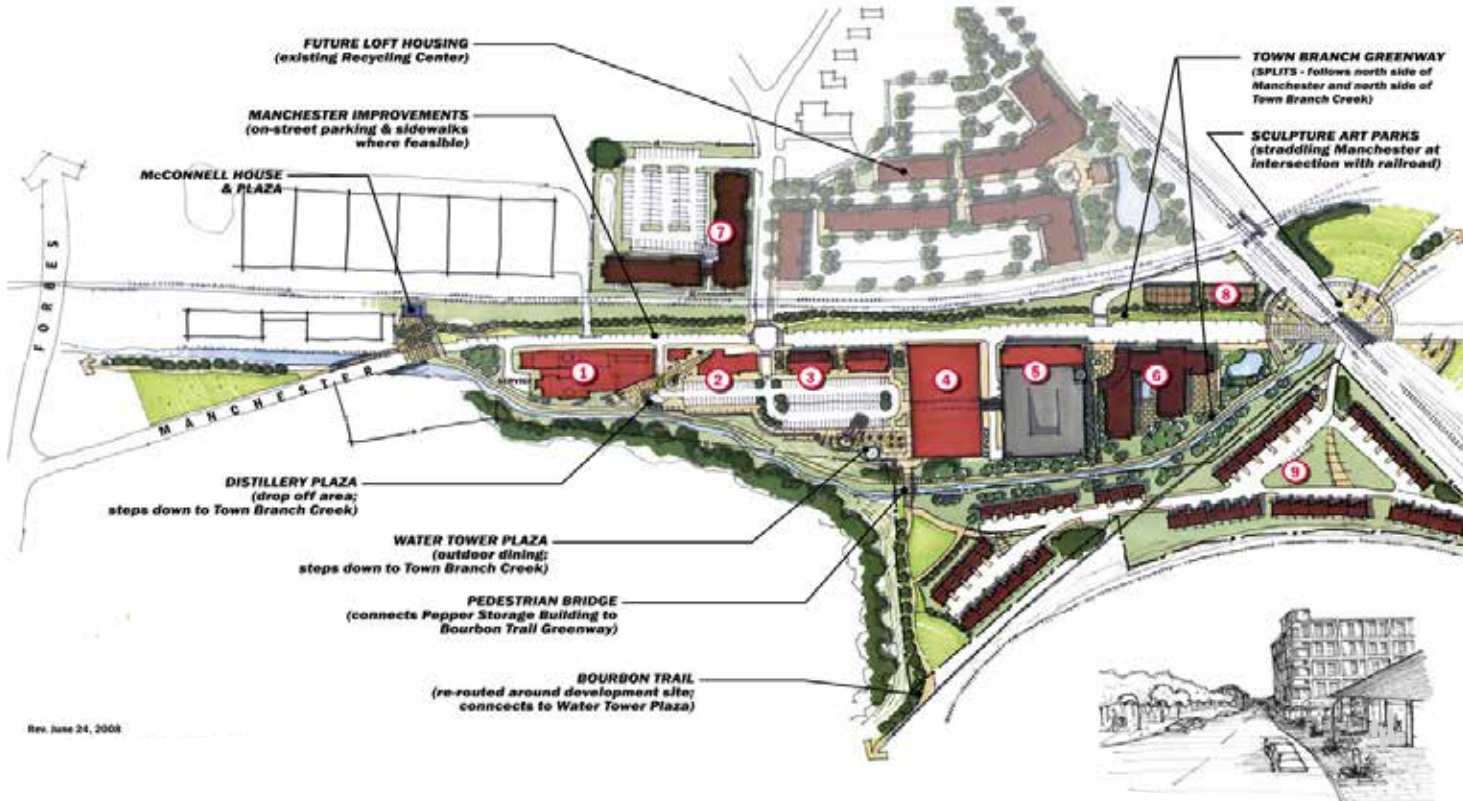 FUTURE LOFT HOUSING
(existing Recycling Center)
MANCHESTER IMPROVEMENTS
(on-street parking & sidewalks
where feasible)
McCONNELL HOUSE
& PLAZA
TOWN BRANCH GREENWAY
(SPLITS - follows north side of
Manchester and north side of
Town Branch Creek)
SCULPTURE ART PARKS
(straddling Manchester at
intersection with railroad)
FORBES
MANCHESTER
7
8
1
2
3
4
5
6
9
DISTILLERY PLAZA
(drop off area;
steps down to Town Branch Creek)
WATER TOWER PLAZA
(outdoor dining;
steps down to Town Branch Creek)
PEDESTRIAN BRIDGE
(connects Pepper Storage Building to
Bourbon Trail Greenway)
BOURBON TRAIL
(re-routed around development site;
conncects to Water Tower Plaza)
Rev. June 24, 2008